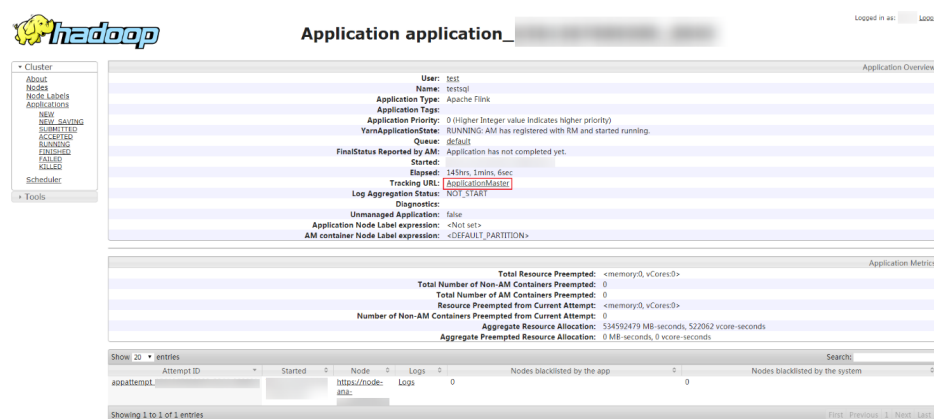 Logged in as:
Logo
hadoop
Application application_
Cluster
About
Nodes
Node Labels
Applications
NEW
NEW_SAVING
SUBMITTED
ACCEPTED
RUNNING
FINISHED
FAILED
KILLED
Scheduler
Tools
Application Overview
User: test
Name: testsql
Application Type: Apache Flink
Application Tags:
Application Priority: 0 (Higher Integer value indicates higher priority)
YarnApplicationState: RUNNING: AM has registered with RM and started running.
Queue: default
FinalStatus Reported by AM: Application has not completed yet.
Started:
Elapsed: 145hrs, 1mins, 6sec
Tracking URL: ApplicationMaster
Log Aggregation Status: NOT_START
Diagnostics:
Unmanaged Application: false
Application Node Label expression: <Not set>
AM container Node Label expression: <DEFAULT_PARTITION>
Application Metrics
Total Resource Preempted: <memory:0, vCores:0>
Total Number of Non-AM Containers Preempted: 0
Total Number of AM Containers Preempted: 0
Resource Preempted from Current Attempt: <memory:0, vCores:0>
Number of Non-AM Containers Preempted from Current Attempt: 0
Aggregate Resource Allocation: 534592479 MB-seconds, 522062 vcore-seconds
Aggregate Preempted Resource Allocation: 0 MB-seconds, 0 vcore-seconds
Show 20 entries Search:
Attempt ID Started Node Logs Nodes blacklisted by the app Nodes blacklisted by the system
appattempt_ https://node- Logs 0 0
ana-
Showing 1 to 1 of 1 entries First Previous 1 Next Last